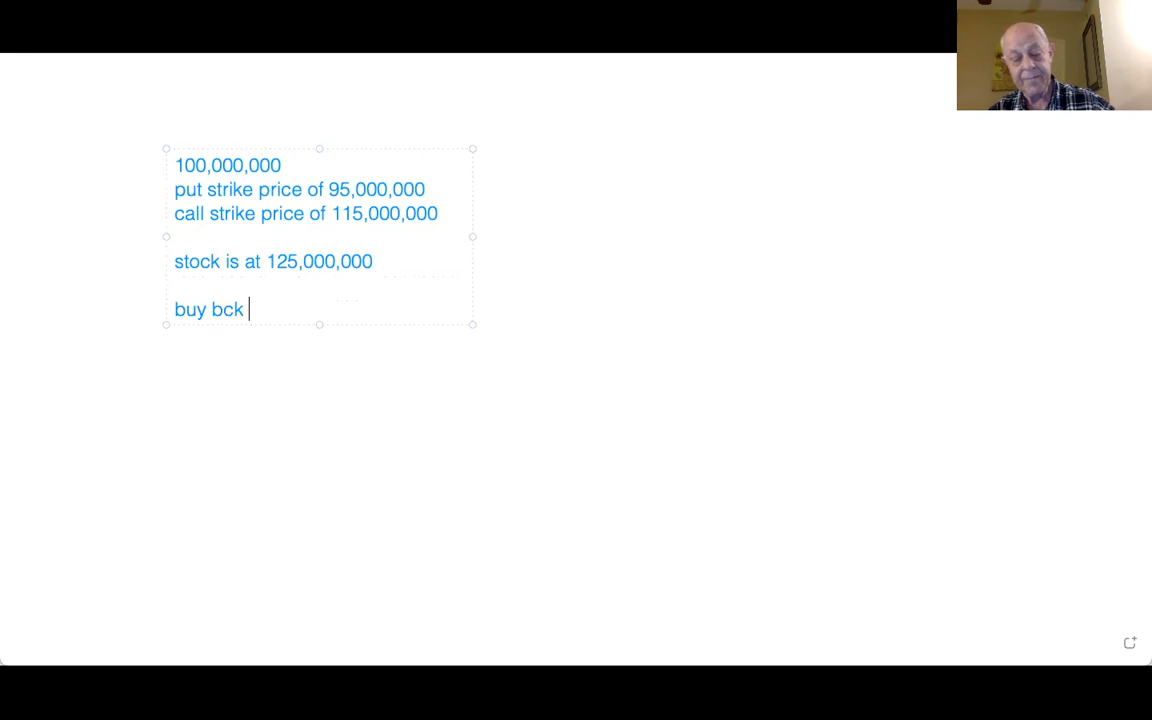 100,000,000
put strike price of 95,000,000
call strike price of 115,000,000
stock is at 125,000,000
buy bck